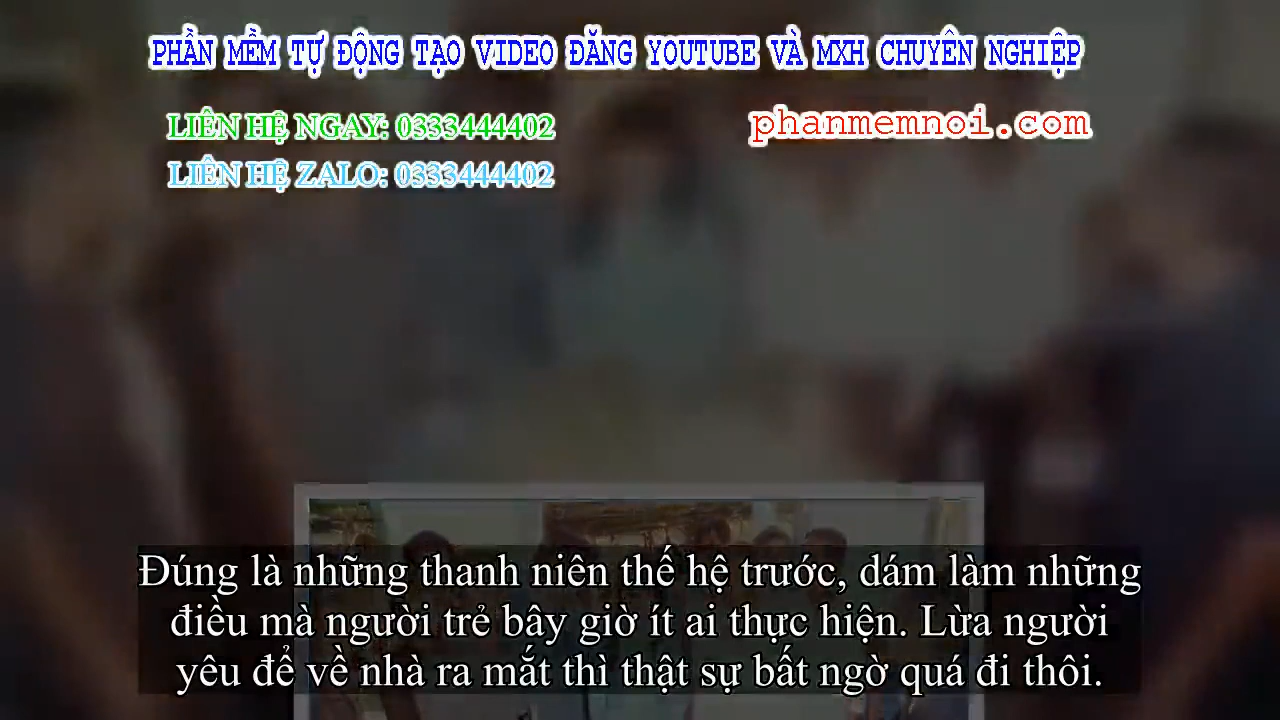 PHẦN MỀM TỰ ĐỘNG TẠO VIDEO ĐĂNG YOUTUBE VÀ MXH CHUYÊN NGHIỆP
LIÊN HỆ NGAY: 0333444402
phanmemnoi.com
LIÊN HỆ ZALO: 0333444402
Đúng là những thanh niên thế hệ trước, dám làm những
điều mà người trẻ bây giờ ít ai thực hiện. Lừa người
yêu để về nhà ra mắt thì thật sự bất ngờ quá đi thôi.